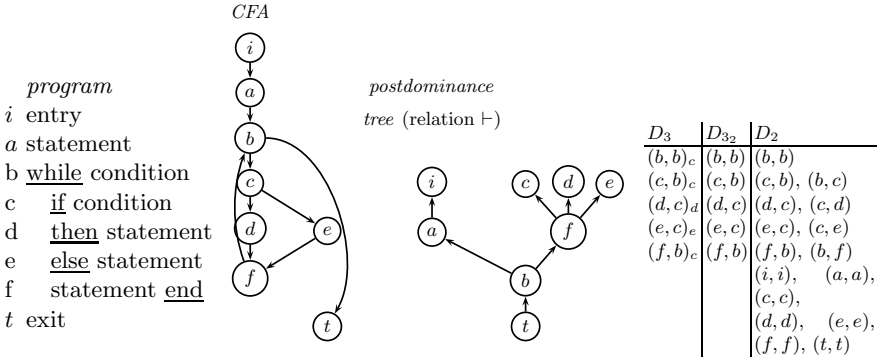 program
i entry
a statement
b while condition
c if condition
d then statement
e else statement
f statement end
t exit
CFA
i
a
b
c
d
e
f
t
postdominance
tree (relation ⊢)
i
c
d
e
a
f
b
t
D₃ D₃₂ D₂
(b, b)c (b, b) (b, b)
(c, b)c (c, b) (c, b), (b, c)
(d, c)d (d, c) (d, c), (c, d)
(e, c)e (e, c) (e, c), (c, e)
(f, b)c (f, b) (f, b), (b, f)
(i, i), (a, a),
(c, c),
(d, d), (e, e),
(f, f), (t, t)